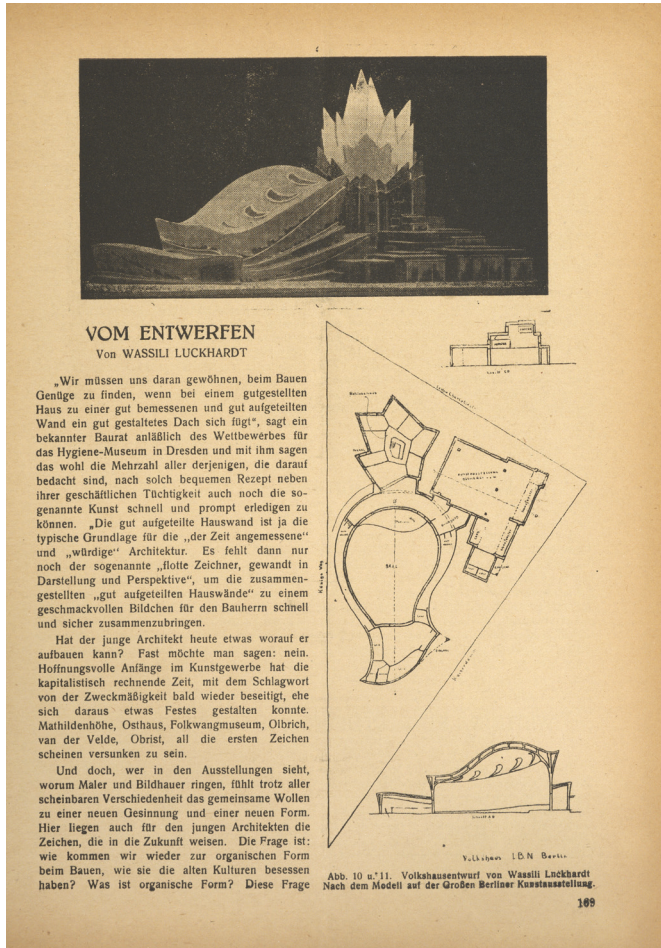 VOM ENTWERFEN
Von WASSILI LUCKHARDT
„Wir müssen uns daran gewöhnen, beim Bauen
Genüge zu finden, wenn bei einem gutgestellten
Haus zu einer gut bemessenen und gut aufgeteilten
Wand ein gut gestaltetes Dach sich fügt“, sagt ein
bekannter Baurat anläßlich des Wettbewerbes für
das Hygiene-Museum in Dresden und mit ihm sagen
das wohl die Mehrzahl aller derjenigen, die darauf
bedacht sind, nach solch bequemen Rezept neben
ihrer geschäftlichen Tüchtigkeit auch noch die so-
genannte Kunst schnell und prompt erledigen zu
können. „Die gut aufgeteilte Hauswand ist ja die
typische Grundlage für die „der Zeit angemessene“
und „würdige“ Architektur. Es fehlt dann nur
noch der sogenannte „flotte Zeichner, gewandt in
Darstellung und Perspektive“, um die zusammen-
gestellten „gut aufgeteilten Hauswände“ zu einem
geschmackvollen Bildchen für den Bauherrn schnell
und sicher zusammenzubringen.
Hat der junge Architekt heute etwas worauf er
aufbauen kann? Fast möchte man sagen: nein.
Hoffnungsvolle Anfänge im Kunstgewerbe hat die
kapitalistisch rechnende Zeit, mit dem Schlagwort
von der Zweckmäßigkeit bald wieder beseitigt, ehe
sich daraus etwas Festes gestalten konnte.
Mathildenhöhe, Osthaus, Folkwangmuseum, Olbrich,
van der Velde, Obrist, all die ersten Zeichen
scheinen versunken zu sein.
Und doch, wer in den Ausstellungen sieht,
worum Maler und Bildhauer ringen, fühlt trotz aller
scheinbaren Verschiedenheit das gemeinsame Wollen
zu einer neuen Gesinnung und einer neuen Form.
Hier liegen auch für den jungen Architekten die
Zeichen, die in die Zukunft weisen. Die Frage ist:
wie kommen wir wieder zur organischen Form
beim Bauen, wie sie die alten Kulturen besessen
haben? Was ist organische Form? Diese Frage
SAAL
Volkshaus I.B.N Berlin
Abb. 10 u. 11. Volkshausentwurf von Wassili Luckhardt
Nach dem Modell auf der Großen Berliner Kunstausstellung.
169